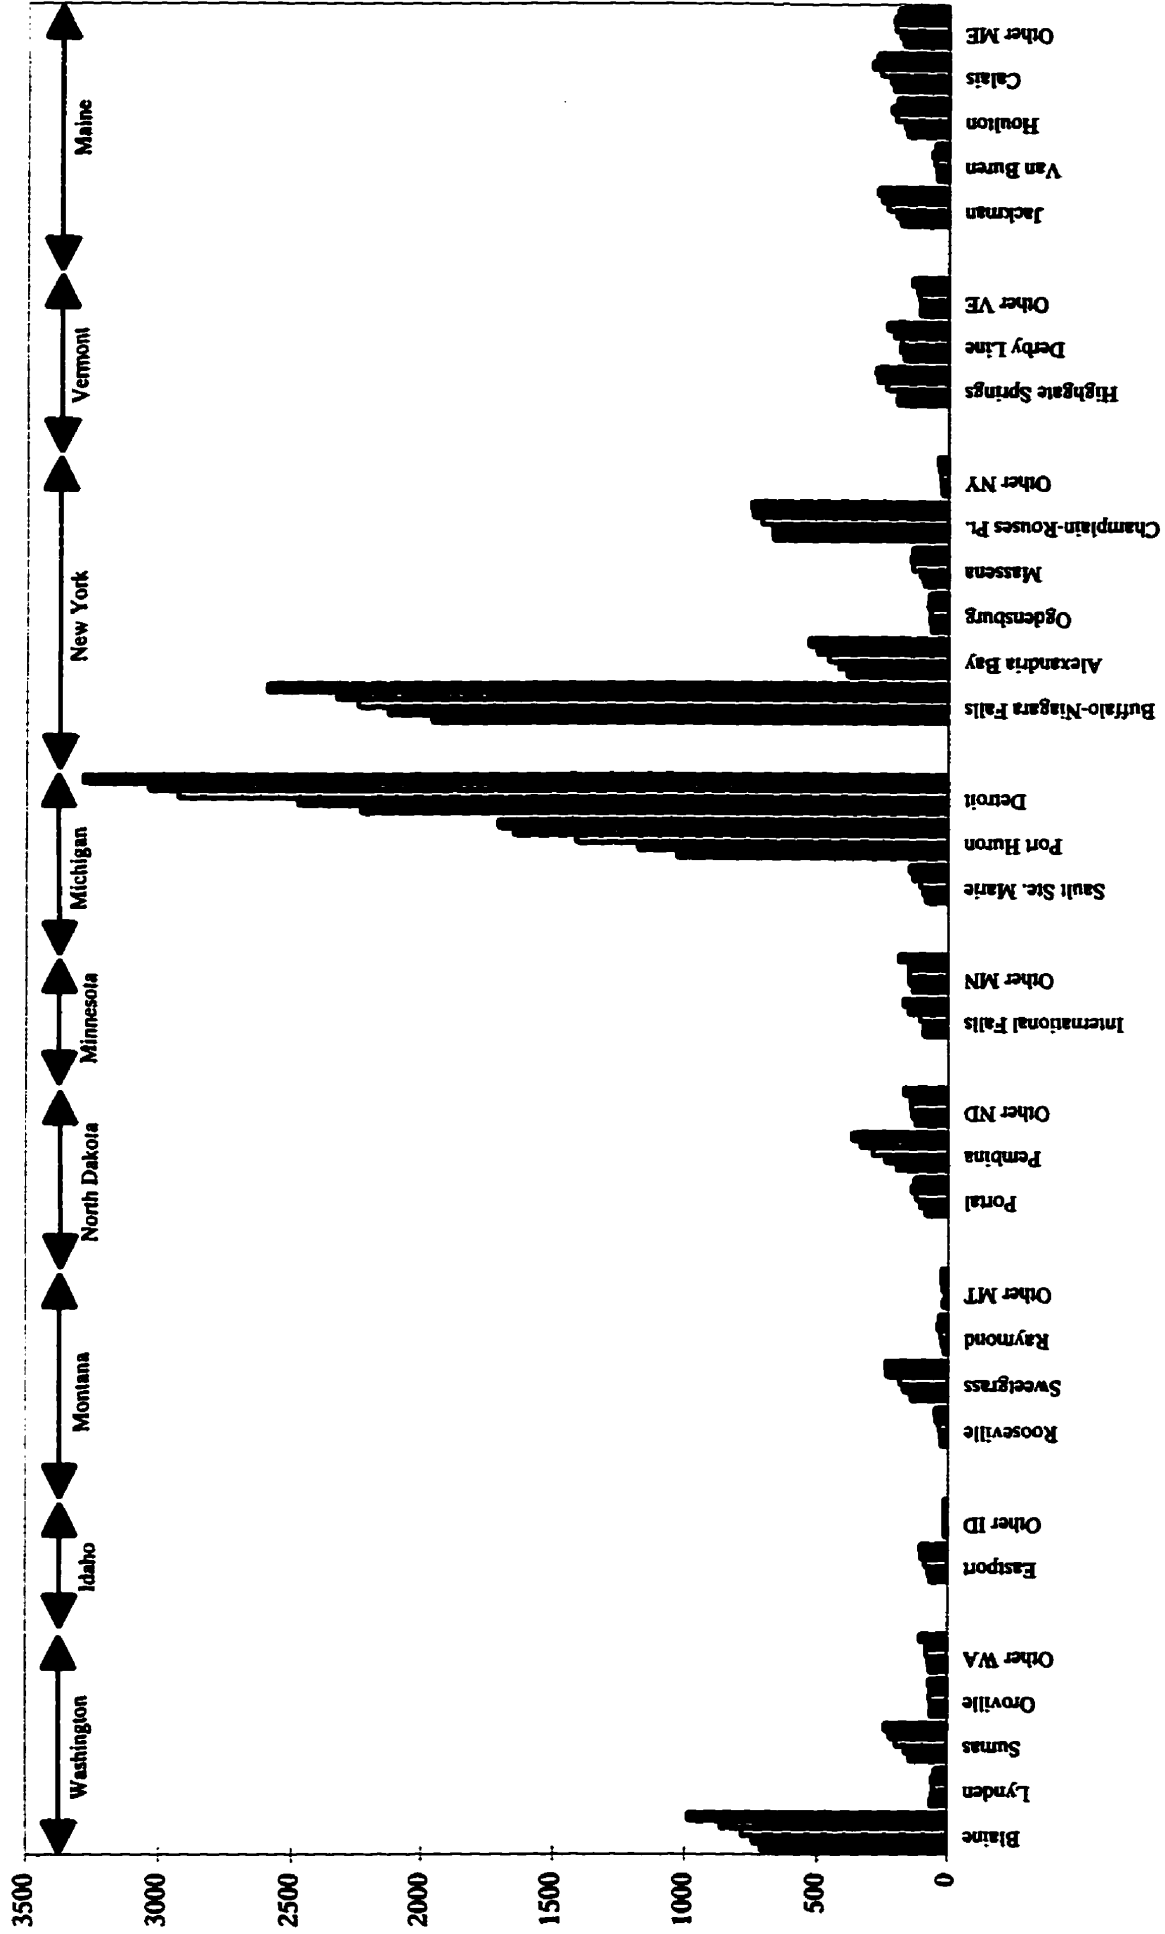 Washington
Idaho
Montana
North Dakota
Minnesota
Michigan
New York
Vermont
Maine
3500
3000
2500
2000
1500
1000
500
0
Blaine
Lynden
Sumas
Oroville
Other WA
Eastport
Other ID
Rooseville
Sweetgrass
Raymond
Other MT
Portal
Pembina
Other ND
International Falls
Other MN
Sault Ste. Marie
Port Huron
Detroit
Buffalo-Niagara Falls
Alexandria Bay
Ogdensburg
Massena
Champlain-Rouses Pt.
Other NY
Highgate Springs
Derby Line
Other VE
Jackman
Van Buren
Houlton
Calais
Other ME